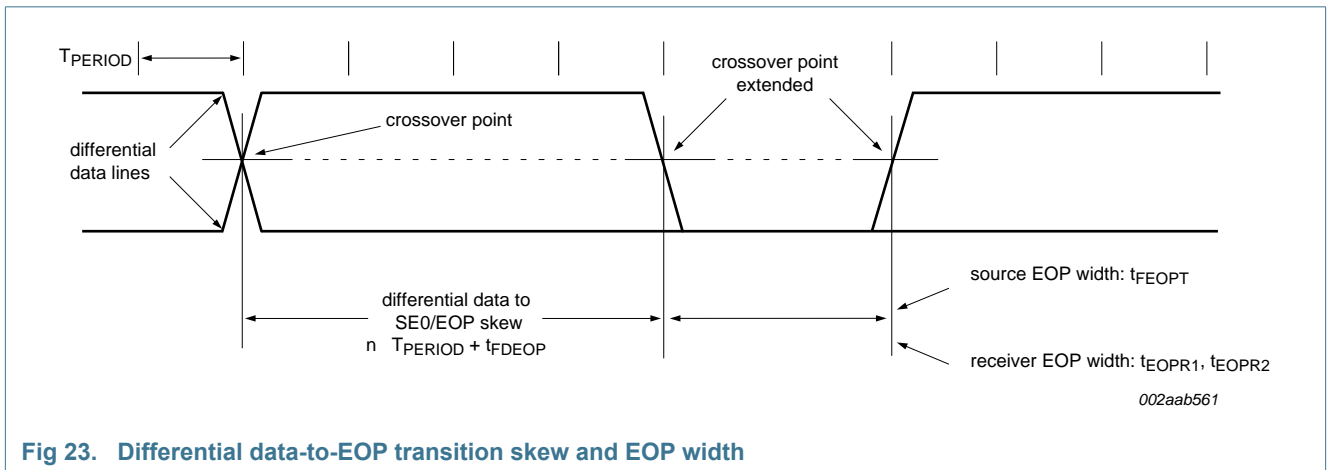 TPERIOD
crossover point
extended
crossover point
differential
data lines
source EOP width: tFEOPT
differential data to
SE0/EOP skew
n TPERIOD + tFDEOP
receiver EOP width: tEOPR1, tEOPR2
002aab561
Fig 23. Differential data-to-EOP transition skew and EOP width